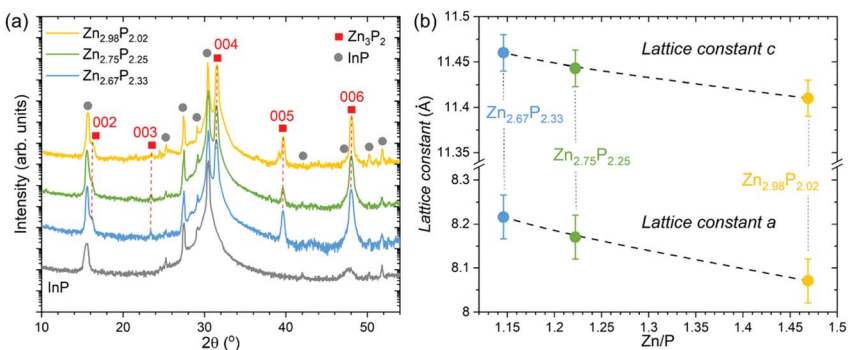 (a)
Zn2.98P2.02
Zn2.75P2.25
Zn2.67P2.33
Zn3P2
InP
002
003
004
005
006
InP
Intensity (arb. units)
10 20 30 40 50
2θ (°)
(b)
11.5
11.45
11.4
11.35
8.3
8.2
8.1
8
Lattice constant (Å)
Lattice constant c
Zn2.67P2.33
Zn2.75P2.25
Zn2.98P2.02
Lattice constant a
1.15 1.2 1.25 1.3 1.35 1.4 1.45 1.5
Zn/P